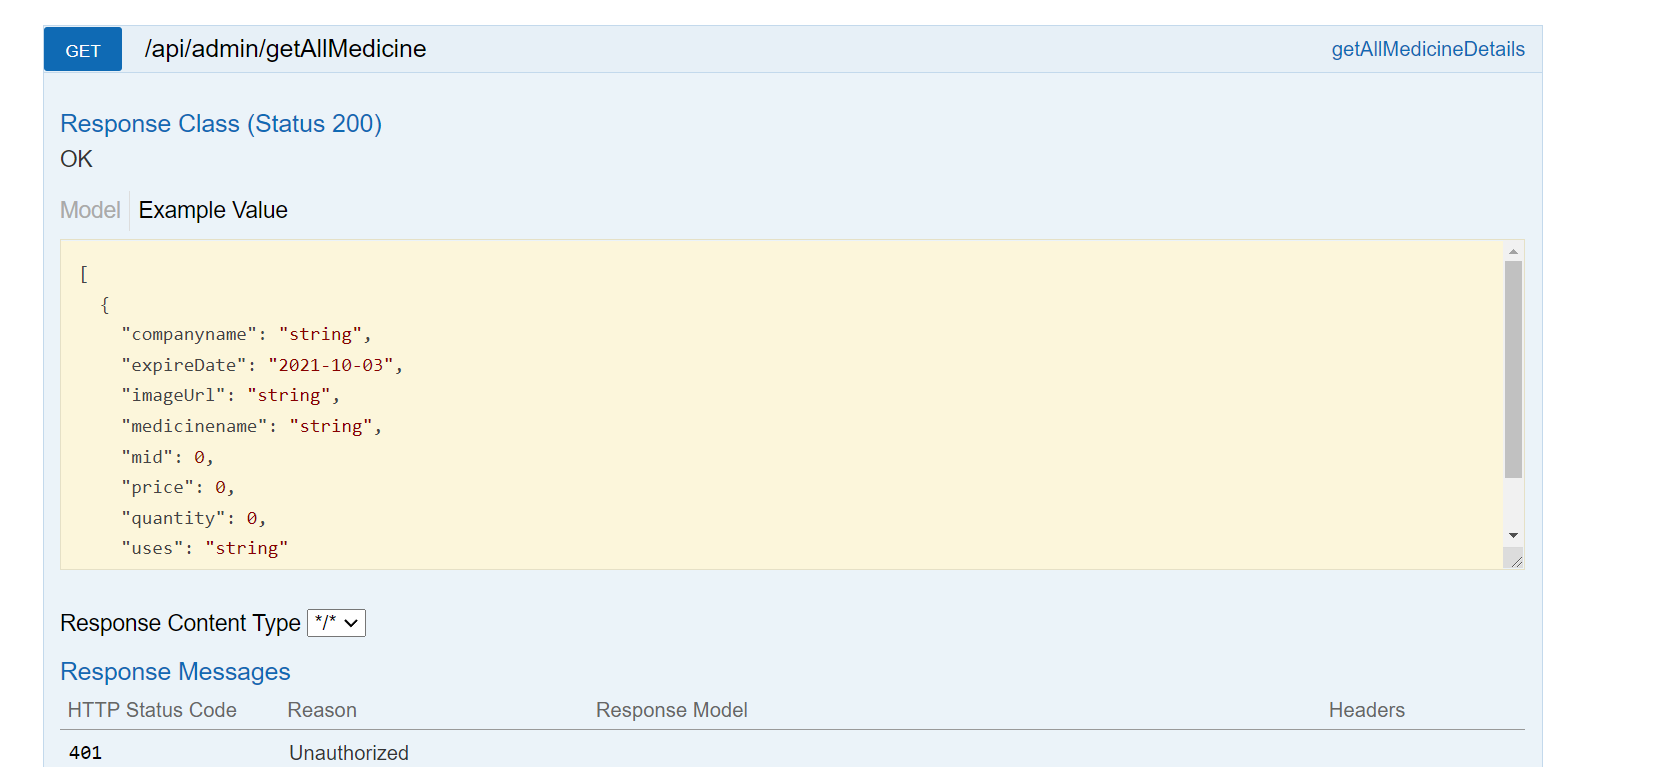 GET /api/admin/getAllMedicine getAllMedicineDetails
Response Class (Status 200)
OK
Model Example Value
[
{
"companyname": "string",
"expireDate": "2021-10-03",
"imageUrl": "string",
"medicinename": "string",
"mid": 0,
"price": 0,
"quantity": 0,
"uses": "string"
Response Content Type */*
Response Messages
HTTP Status Code Reason Response Model Headers
401 Unauthorized